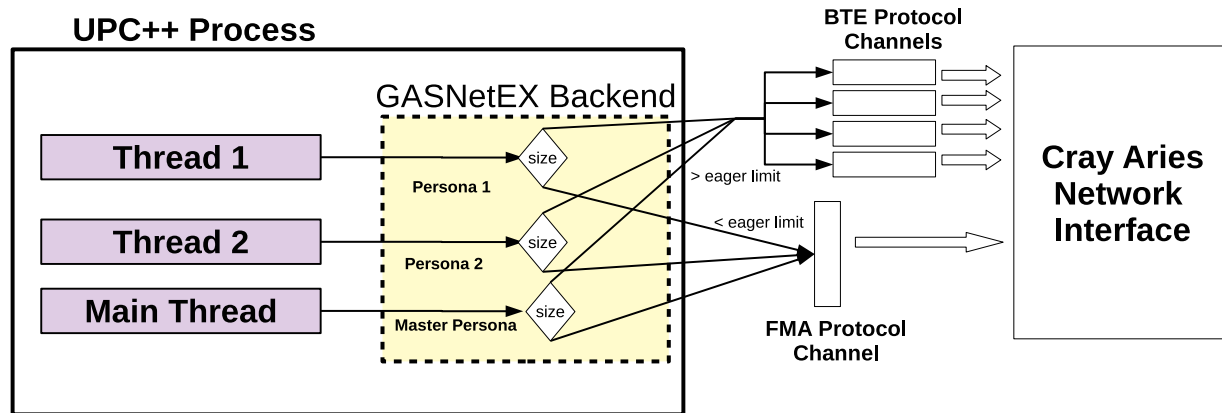 UPC++ Process
BTE Protocol
Channels
GASNetEX Backend
Thread 1
size
Persona 1
> eager limit
Thread 2
size
Persona 2
< eager limit
Main Thread
size
Master Persona
FMA Protocol
Channel
Cray Aries
Network
Interface